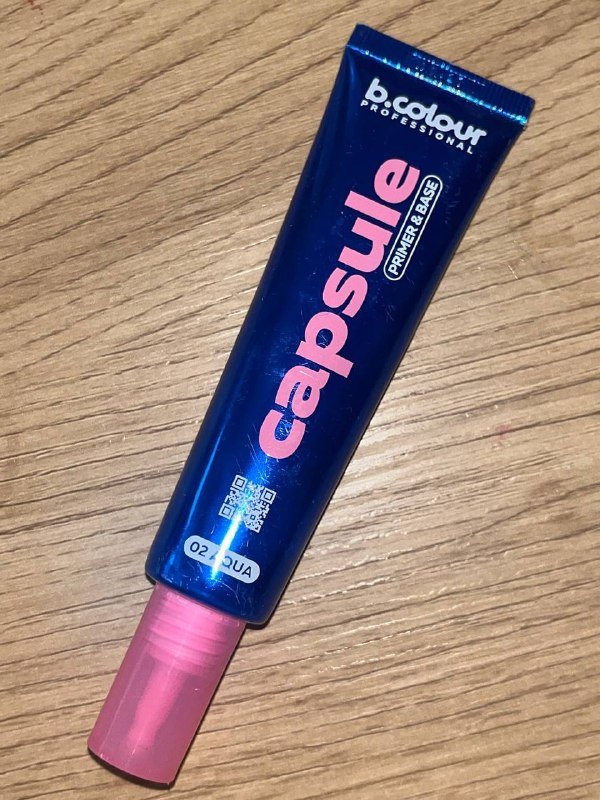 b.colour
PROFESSIONAL
capsule
PRIMER & BASE
02 AQUA